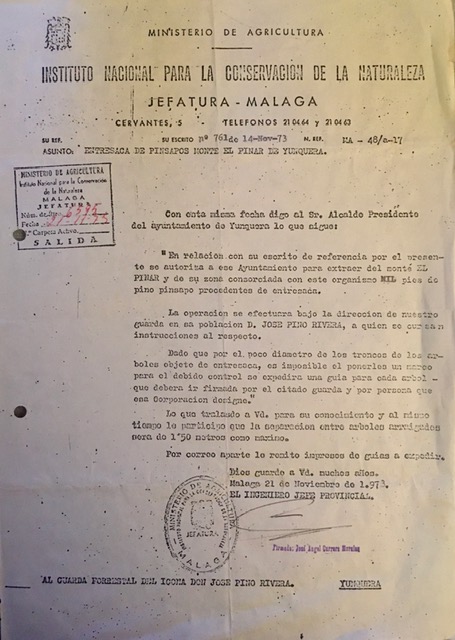 MINISTERIO DE AGRICULTURA
INSTITUTO NACIONAL PARA LA CONSERVACION DE LA NATURALEZA
JEFATURA - MALAGA
CERVANTES, 5 - TELEFONOS 21 04 64 y 21 04 63
SU REF. SU ESCRITO nº 761 de 14-Nov-73 N. REF. MA - 48/a-17
ASUNTO: ENTRESACA DE PINSAPOS MONTE EL PINAR DE YUNQUERA.
MINISTERIO DE AGRICULTURA
Instituto Nacional para la Conservación
de la Naturaleza
MALAGA
JEFATURA
Núm. de
Fecha
Carpeta Activo
SALIDA
Con esta misma fecha digo al Sr. Alcalde Presidente
del ayuntamiento de Yunquera lo que sigue:
"En relación con su escrito de referencia por el presente
se autoriza a ese Ayuntamiento para extraer del monte EL
PINAR y de su zona consorciada con este organismo MIL pies de
pino pinsapo procedentes de entresaca.
La operacion se efectuara bajo la direccion de nuestro
guarda en sa poblacion D. JOSE PINO RIVERA, a quien se cursan
instrucciones al respecto.
Dado que por el poco diametro de los troncos de los ar-
boles objeto de entresaca, es imposible el ponerles un marco
para el debido control se expedira una guia para cada arbol -
que debera ir firmada por el citado guarda y por persona que
esa Corporacion designe."
Lo que traslado a Vd. para su conocimiento y al mismo
tiempo le participo que la separacion entre arboles arraigados
sera de 1'50 metros como maximo.
Por correo aparte le remito impresos de guias a expedir.
Dios guarde a Vd. muchos años.
Malaga 21 de Noviembre de 1.973.
EL INGENIERO JEFE PROVINCIAL.
MINISTERIO DE AGRICULTURA
JEFATURA
MALAGA
Firmado: José Angel Carrera Morales
AL GUARDA FORRESTAL DEL ICONA DON JOSE PINO RIVERA. YUNQUERA